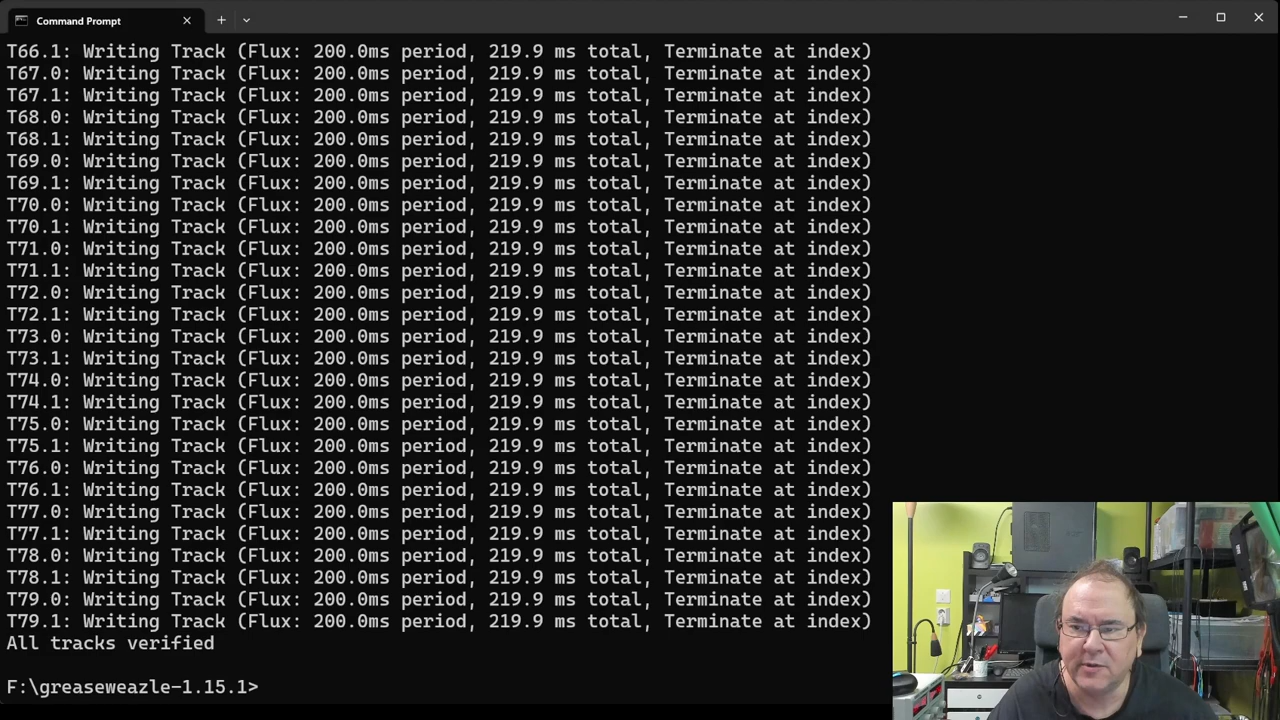 Command Prompt
T66.1: Writing Track (Flux: 200.0ms period, 219.9 ms total, Terminate at index)
T67.0: Writing Track (Flux: 200.0ms period, 219.9 ms total, Terminate at index)
T67.1: Writing Track (Flux: 200.0ms period, 219.9 ms total, Terminate at index)
T68.0: Writing Track (Flux: 200.0ms period, 219.9 ms total, Terminate at index)
T68.1: Writing Track (Flux: 200.0ms period, 219.9 ms total, Terminate at index)
T69.0: Writing Track (Flux: 200.0ms period, 219.9 ms total, Terminate at index)
T69.1: Writing Track (Flux: 200.0ms period, 219.9 ms total, Terminate at index)
T70.0: Writing Track (Flux: 200.0ms period, 219.9 ms total, Terminate at index)
T70.1: Writing Track (Flux: 200.0ms period, 219.9 ms total, Terminate at index)
T71.0: Writing Track (Flux: 200.0ms period, 219.9 ms total, Terminate at index)
T71.1: Writing Track (Flux: 200.0ms period, 219.9 ms total, Terminate at index)
T72.0: Writing Track (Flux: 200.0ms period, 219.9 ms total, Terminate at index)
T72.1: Writing Track (Flux: 200.0ms period, 219.9 ms total, Terminate at index)
T73.0: Writing Track (Flux: 200.0ms period, 219.9 ms total, Terminate at index)
T73.1: Writing Track (Flux: 200.0ms period, 219.9 ms total, Terminate at index)
T74.0: Writing Track (Flux: 200.0ms period, 219.9 ms total, Terminate at index)
T74.1: Writing Track (Flux: 200.0ms period, 219.9 ms total, Terminate at index)
T75.0: Writing Track (Flux: 200.0ms period, 219.9 ms total, Terminate at index)
T75.1: Writing Track (Flux: 200.0ms period, 219.9 ms total, Terminate at index)
T76.0: Writing Track (Flux: 200.0ms period, 219.9 ms total, Terminate at index)
T76.1: Writing Track (Flux: 200.0ms period, 219.9 ms total, Terminate at index)
T77.0: Writing Track (Flux: 200.0ms period, 219.9 ms total, Terminate at index)
T77.1: Writing Track (Flux: 200.0ms period, 219.9 ms total, Terminate at index)
T78.0: Writing Track (Flux: 200.0ms period, 219.9 ms total, Terminate at index)
T78.1: Writing Track (Flux: 200.0ms period, 219.9 ms total, Terminate at index)
T79.0: Writing Track (Flux: 200.0ms period, 219.9 ms total, Terminate at index)
T79.1: Writing Track (Flux: 200.0ms period, 219.9 ms total, Terminate at index)
All tracks verified
F:\greaseweazle-1.15.1>